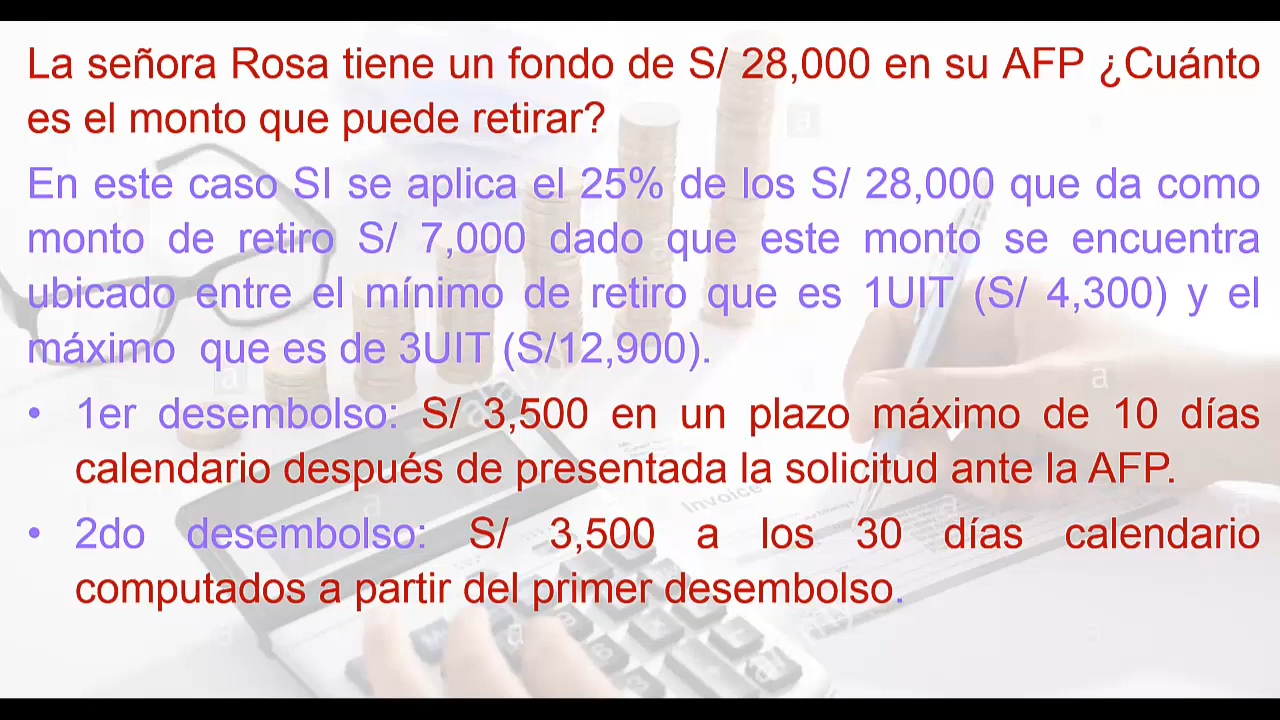 La señora Rosa tiene un fondo de S/ 28,000 en su AFP ¿Cuánto
es el monto que puede retirar?
En este caso SI se aplica el 25% de los S/ 28,000 que da como
monto de retiro S/ 7,000 dado que este monto se encuentra
ubicado entre el mínimo de retiro que es 1UIT (S/ 4,300) y el
máximo que es de 3UIT (S/12,900).
• 1er desembolso: S/ 3,500 en un plazo máximo de 10 días
calendario después de presentada la solicitud ante la AFP.
Invoice
• 2do desembolso: S/ 3,500 a los 30 días calendario
computados a partir del primer desembolso.